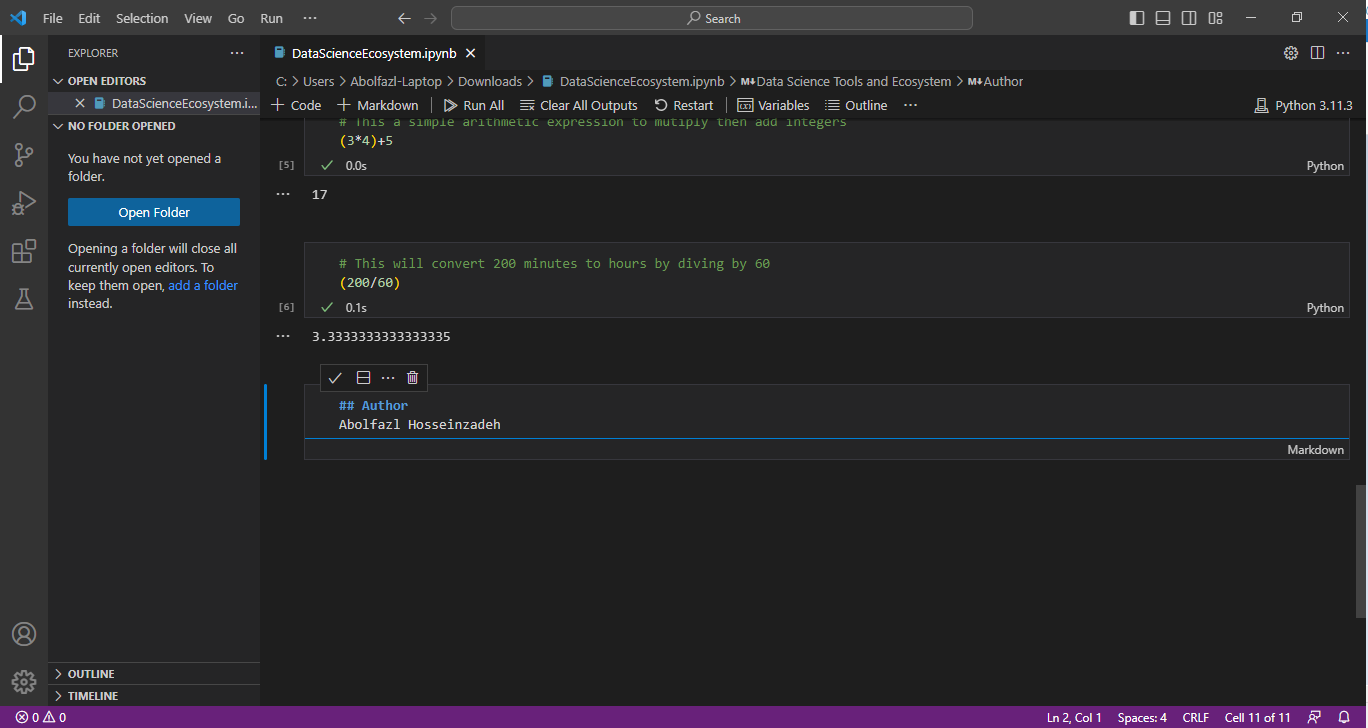 File Edit Selection View Go Run ··· Search
EXPLORER ···
OPEN EDITORS
DataScienceEcosystem.i...
NO FOLDER OPENED
You have not yet opened a
folder.
Open Folder
Opening a folder will close all
currently open editors. To
keep them open, add a folder
instead.
OUTLINE
TIMELINE
DataScienceEcosystem.ipynb
C: > Users > Abolfazl-Laptop > Downloads > DataScienceEcosystem.ipynb > M↓Data Science Tools and Ecosystem > M↓Author
+ Code + Markdown | Run All Clear All Outputs Restart | Variables Outline ··· Python 3.11.3
# This a simple arithmetic expression to mutiply then add integers
(3*4)+5
[5] 0.0s Python
··· 17
# This will convert 200 minutes to hours by diving by 60
(200/60)
[6] 0.1s Python
··· 3.3333333333333335
## Author
Abolfazl Hosseinzadeh
Markdown
0 0 Ln 2, Col 1 Spaces: 4 CRLF Cell 11 of 11